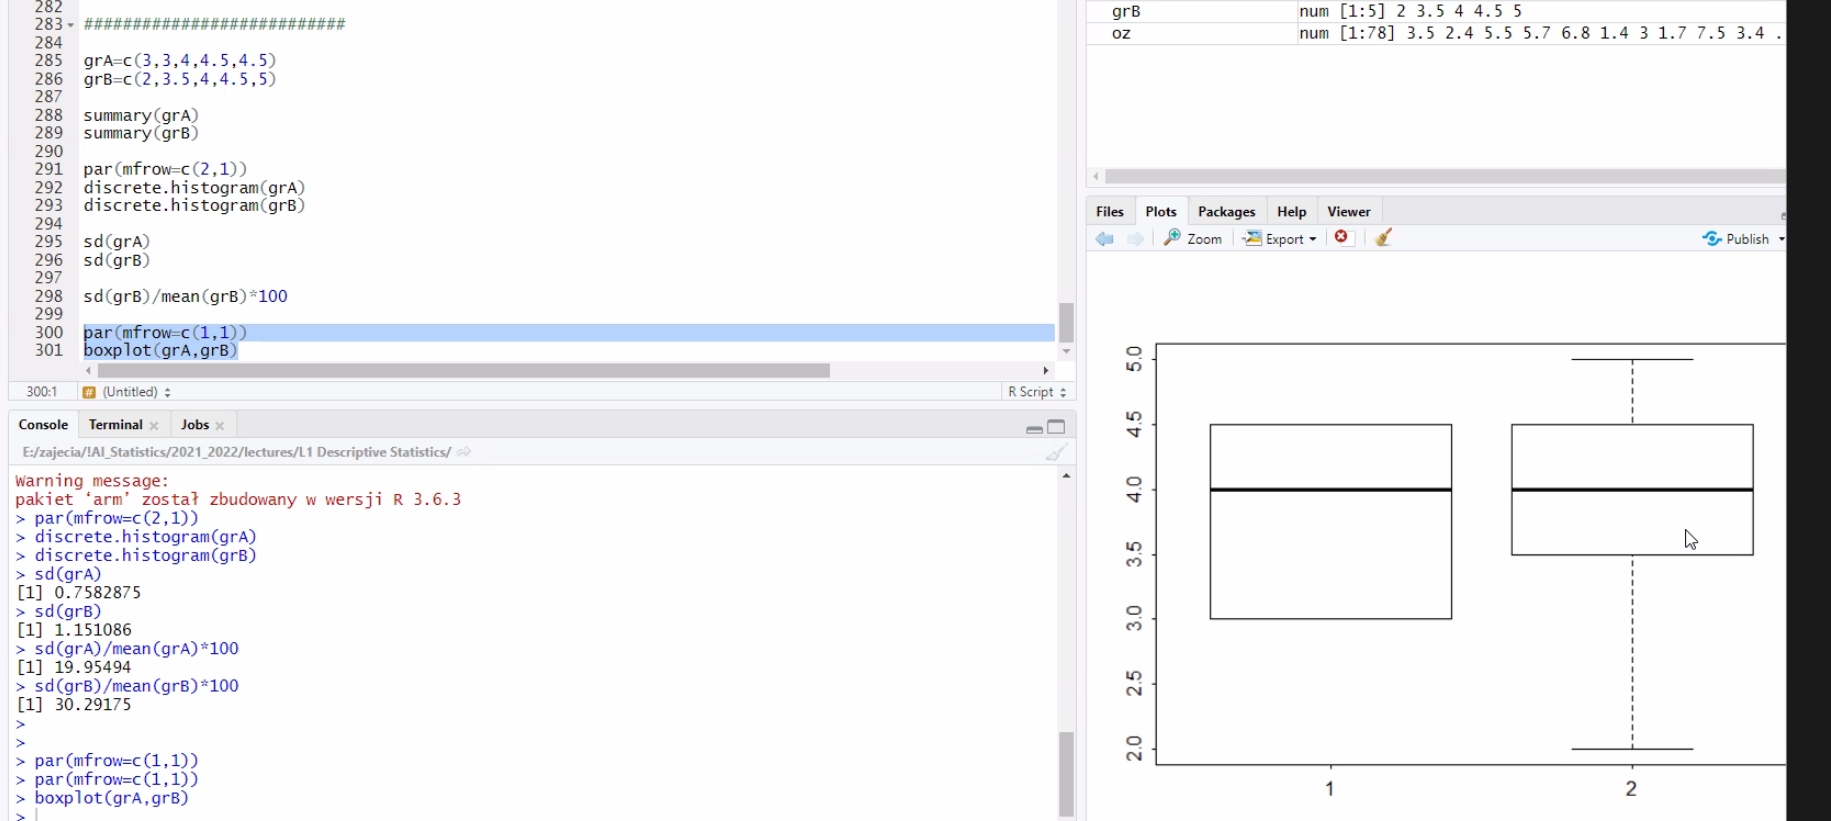 282
283 ###########################
284
285 grA=c(3,3,4,4.5,4.5)
286 grB=c(2,3.5,4,4.5,5)
287
288 summary(grA)
289 summary(grB)
290
291 par(mfrow=c(2,1))
292 discrete.histogram(grA)
293 discrete.histogram(grB)
294
295 sd(grA)
296 sd(grB)
297
298 sd(grB)/mean(grB)*100
299
300 par(mfrow=c(1,1))
301 boxplot(grA,grB)
300:1 # (Untitled) R Script
Console Terminal Jobs
E:/zajecia/!AI_Statistics/2021_2022/lectures/L1 Descriptive Statistics/
Warning message:
pakiet ‘arm’ został zbudowany w wersji R 3.6.3
> par(mfrow=c(2,1))
> discrete.histogram(grA)
> discrete.histogram(grB)
> sd(grA)
[1] 0.7582875
> sd(grB)
[1] 1.151086
> sd(grA)/mean(grA)*100
[1] 19.95494
> sd(grB)/mean(grB)*100
[1] 30.29175
>
>
> par(mfrow=c(1,1))
> par(mfrow=c(1,1))
> boxplot(grA,grB)
>
grB num [1:5] 2 3.5 4 4.5 5
oz num [1:78] 3.5 2.4 5.5 5.7 6.8 1.4 3 1.7 7.5 3.4 .
Files Plots Packages Help Viewer
Zoom Export Publish
5.0
4.5
4.0
3.5
3.0
2.5
2.0
1 2